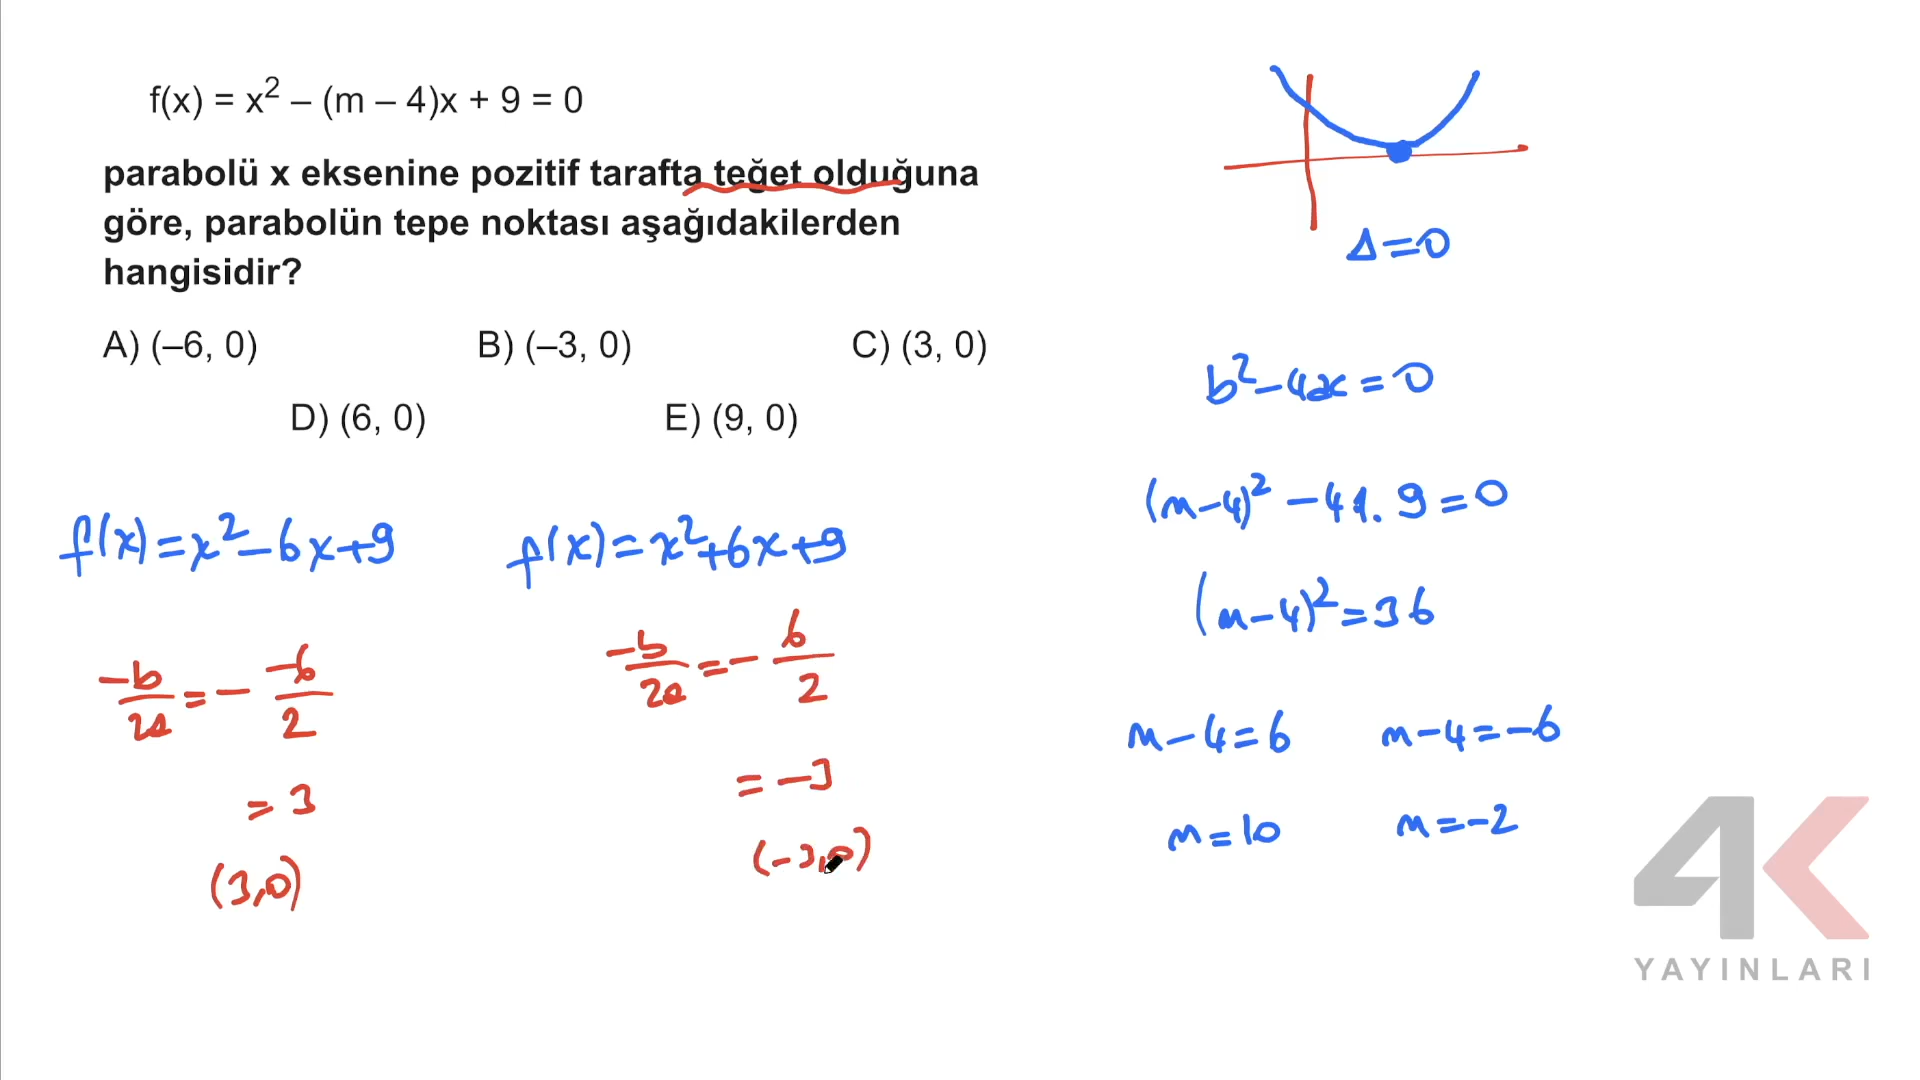 f(x) = x² – (m – 4)x + 9 = 0
parabolü x eksenine pozitif tarafta teğet olduğuna
göre, parabolün tepe noktası aşağıdakilerden
hangisidir?
A) (–6, 0) B) (–3, 0) C) (3, 0)
D) (6, 0) E) (9, 0)
f(x)=x²-6x+9
-b/2a = - -6/2
= 3
(3,0)
f(x)=x²+6x+9
-b/2a = - 6/2
= -3
(-3,0)
Δ=0
b²-4ac=0
(m-4)²-4.1.9=0
(m-4)²=36
m-4=6 m-4=-6
m=10 m=-2
4K
YAYINLARI